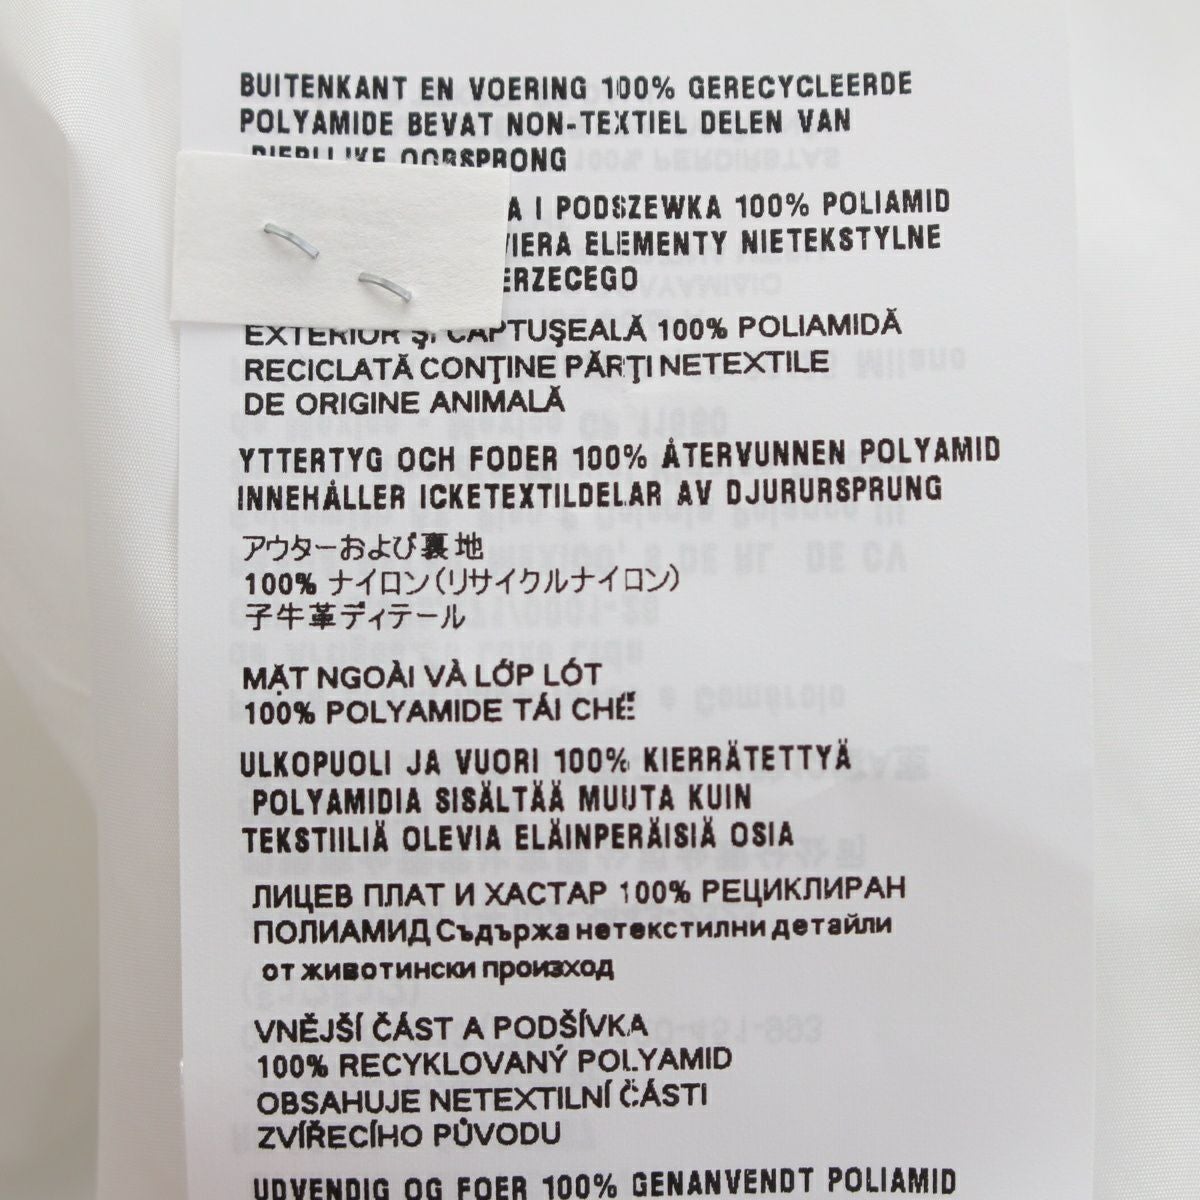 BUITENKANT EN VOERING 100% GERECYCLEERDE
POLYAMIDE BEVAT NON-TEXTIEL DELEN VAN
DIERLIJKE OORSPRONG
A I PODSZEWKA 100% POLIAMID
IERA ELEMENTY NIETEKSTYLNE
ERZECEGO
EXTERIOR ŞI CAPTUŞEALĂ 100% POLIAMIDĂ
RECICLATĂ CONŢINE PĂRŢI NETEXTILE
DE ORIGINE ANIMALĂ
YTTERTYG OCH FODER 100% ÅTERVUNNEN POLYAMID
INNEHÅLLER ICKETEXTILDELAR AV DJURURSPRUNG
アウターおよび裏地
100% ナイロン(リサイクルナイロン)
子牛革ディテール
MẶT NGOÀI VÀ LỚP LÓT
100% POLYAMIDE TÁI CHẾ
ULKOPUOLI JA VUORI 100% KIERRÄTETTYÄ
POLYAMIDIA SISÄLTÄÄ MUUTA KUIN
TEKSTIILIÄ OLEVIA ELÄINPERÄISIÄ OSIA
ЛИЦЕВ ПЛАТ И ХАСТАР 100% РЕЦИКЛИРАН
ПОЛИАМИД Съдържа нетекстилни детайли
от животински произход
VNĚJŠÍ ČÁST A PODŠÍVKA
100% RECYKLOVANÝ POLYAMID
OBSAHUJE NETEXTILNÍ ČÁSTI
ZVÍŘECÍHO PŮVODU
UDVENDIG OG FOER 100% GENANVENDT POLIAMID